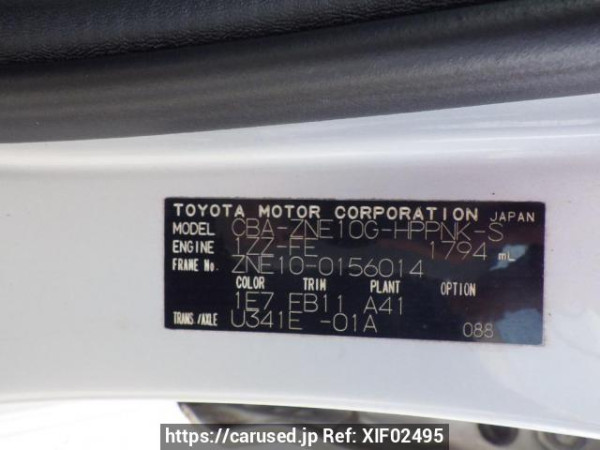 TOYOTA MOTOR CORPORATION JAPAN
MODEL CBA-ZNE10G-HPPNK-S
ENGINE 1ZZ-FE 1794 mL
FRAME No. ZNE10-0156014
COLOR TRIM PLANT OPTION
1E7 FB11 A41
TRANS./AXLE U341E -01A 088
https://carused.jp Ref: XIF02495